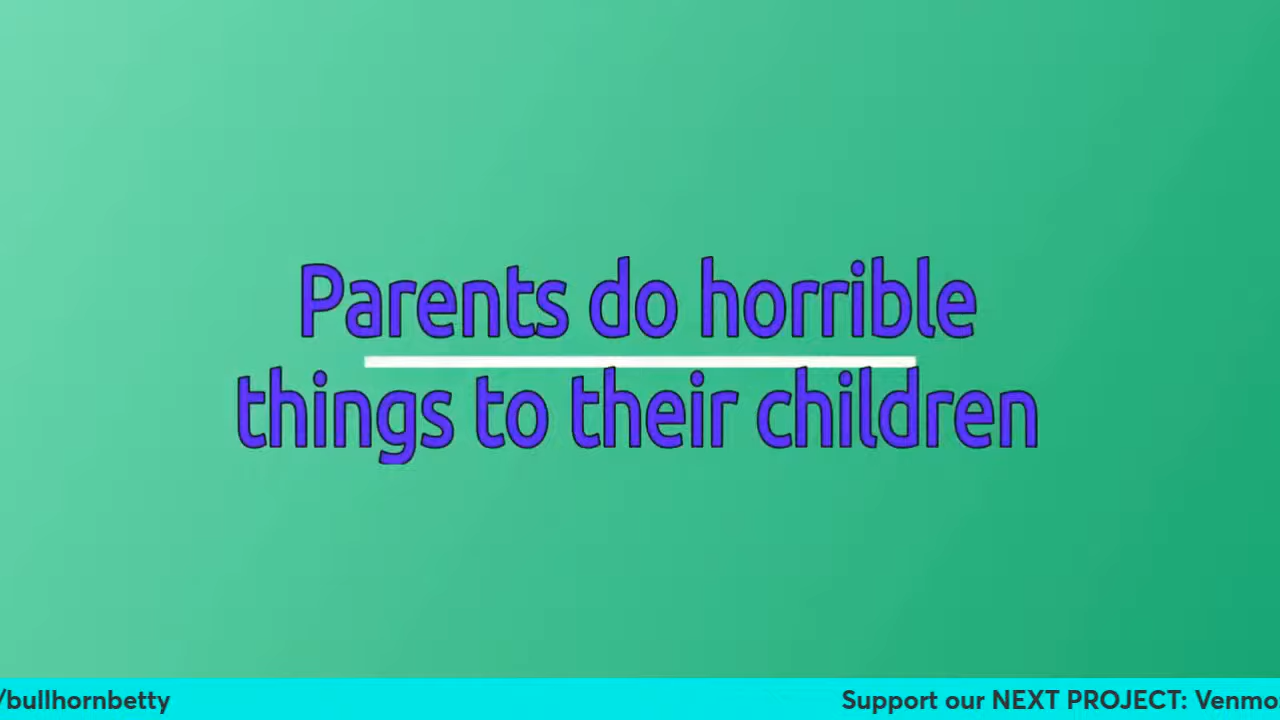 Parents do horrible
things to their children
/bullhornbetty
Support our NEXT PROJECT: Venmo